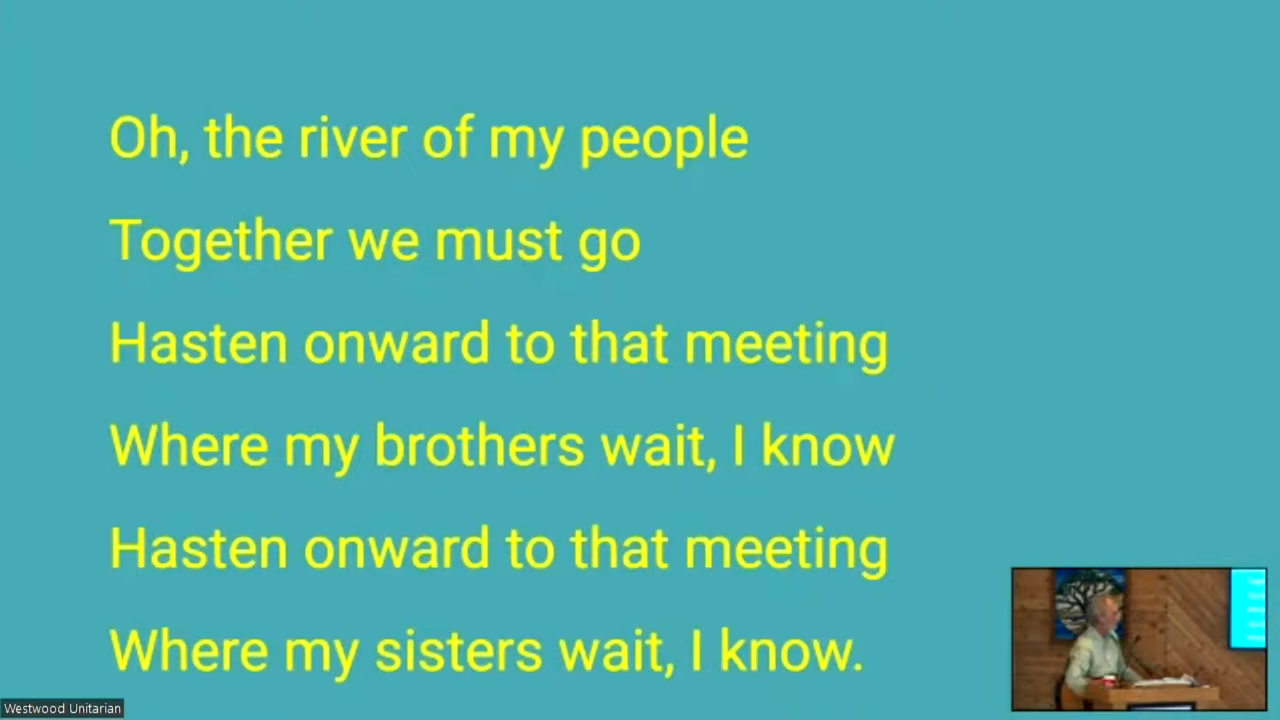 Oh, the river of my people
Together we must go
Hasten onward to that meeting
Where my brothers wait, I know
Hasten onward to that meeting
Where my sisters wait, I know.
Westwood Unitarian